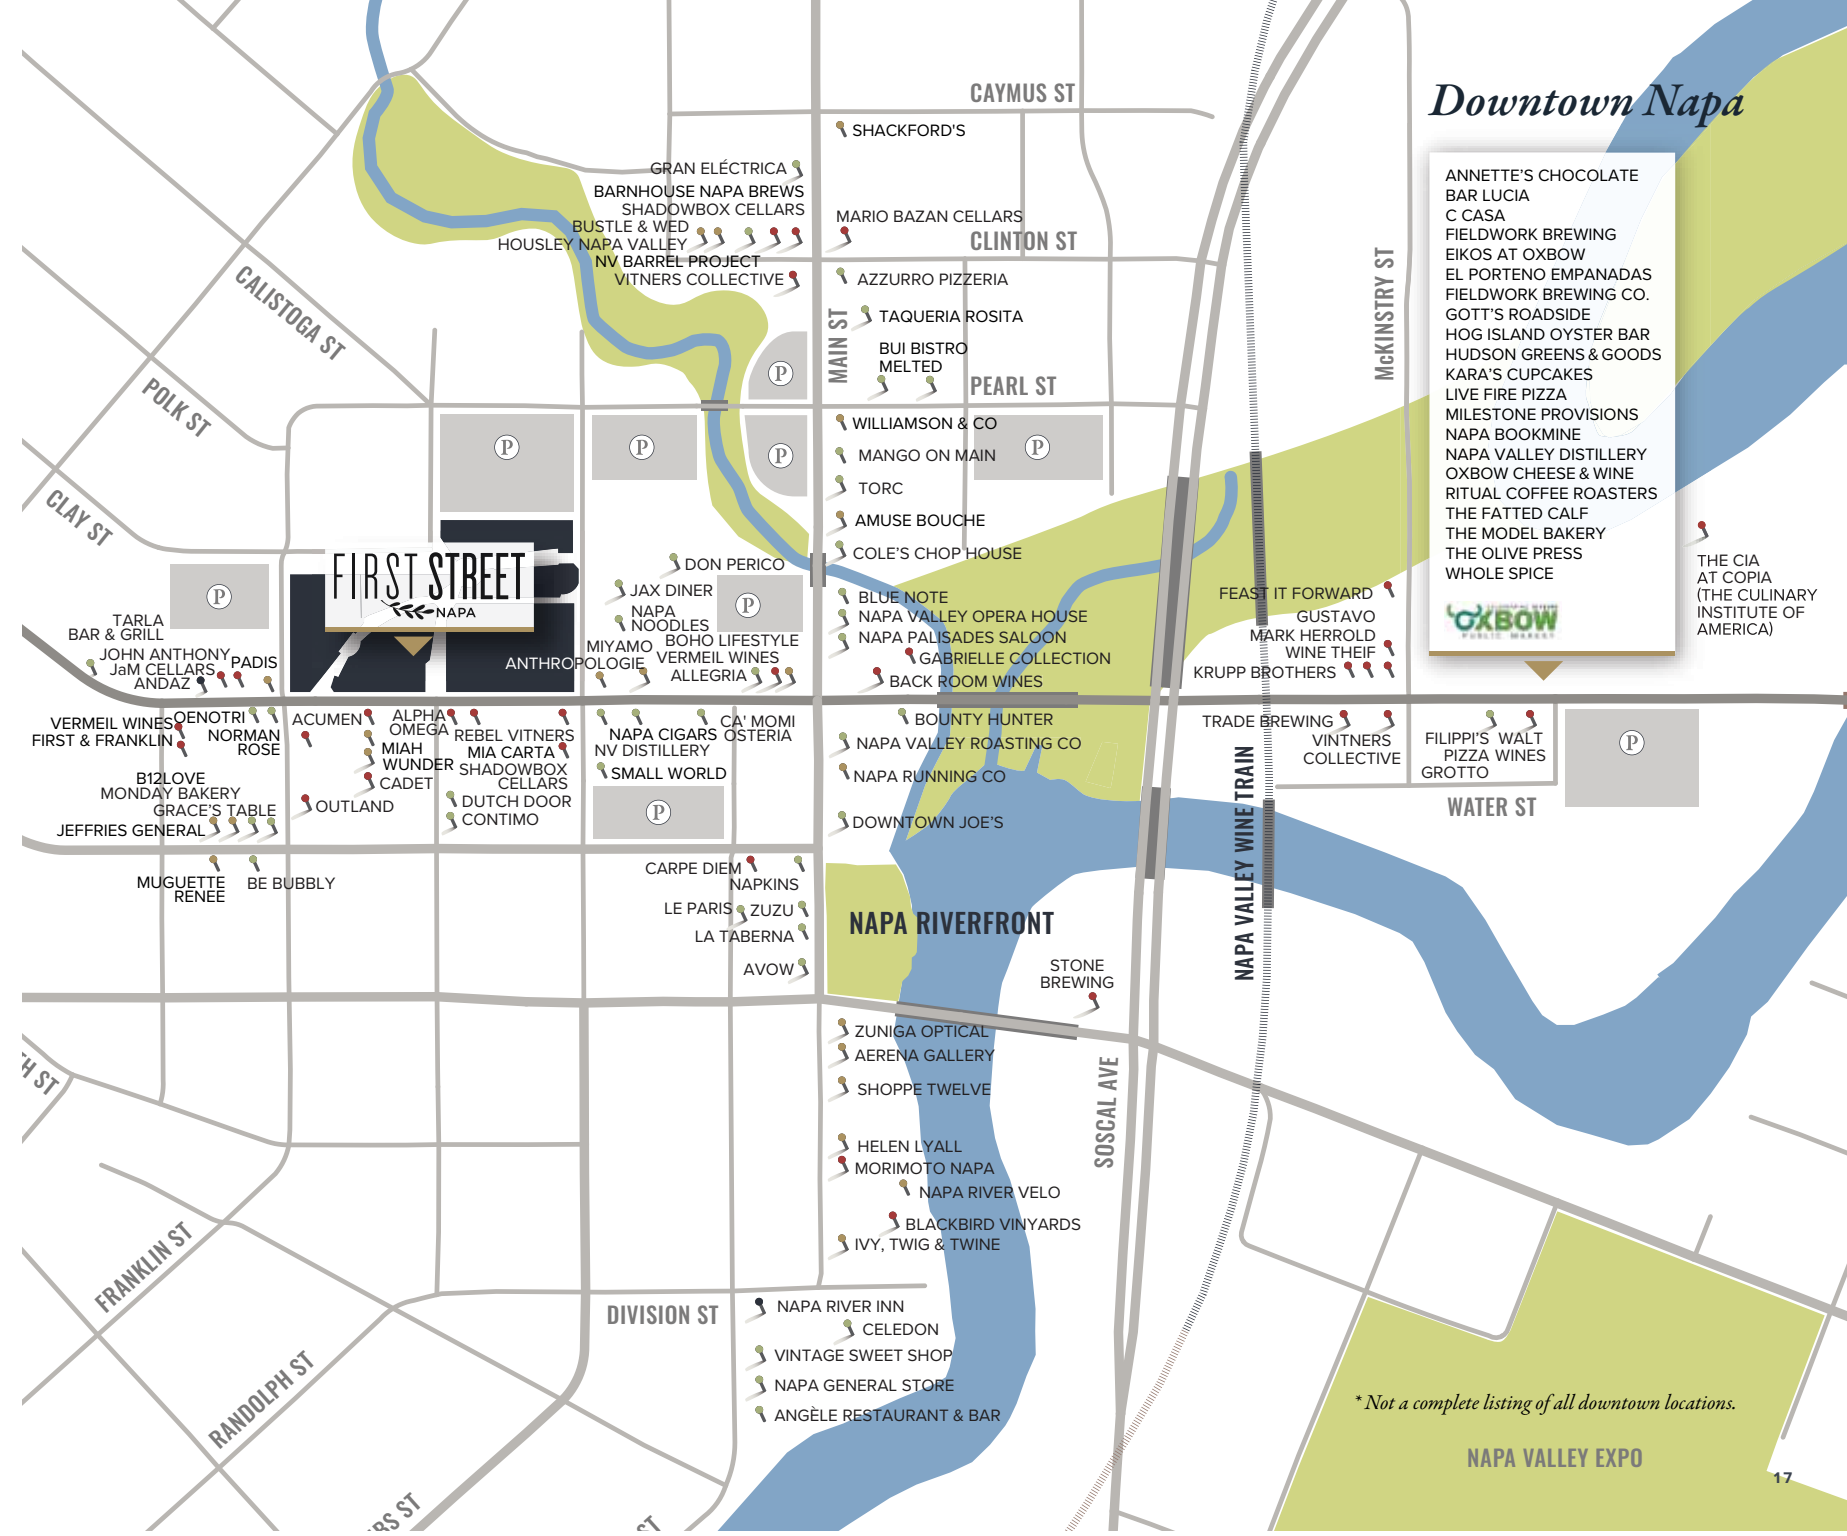 Downtown Napa
ANNETTE'S CHOCOLATE
BAR LUCIA
C CASA
FIELDWORK BREWING
EIKOS AT OXBOW
EL PORTENO EMPANADAS
FIELDWORK BREWING CO.
GOTT'S ROADSIDE
HOG ISLAND OYSTER BAR
HUDSON GREENS & GOODS
KARA'S CUPCAKES
LIVE FIRE PIZZA
MILESTONE PROVISIONS
NAPA BOOKMINE
NAPA VALLEY DISTILLERY
OXBOW CHEESE & WINE
RITUAL COFFEE ROASTERS
THE FATTED CALF
THE MODEL BAKERY
THE OLIVE PRESS
WHOLE SPICE
OXBOW
PUBLIC MARKET
THE CIA
AT COPIA
(THE CULINARY
INSTITUTE OF
AMERICA)
CAYMUS ST
SHACKFORD'S
GRAN ELÉCTRICA
BARNHOUSE NAPA BREWS
SHADOWBOX CELLARS
BUSTLE & WED
HOUSLEY NAPA VALLEY
NV BARREL PROJECT
VITNERS COLLECTIVE
MARIO BAZAN CELLARS
CLINTON ST
AZZURRO PIZZERIA
TAQUERIA ROSITA
MAIN ST
BUI BISTRO
MELTED
PEARL ST
McKINSTRY ST
CALISTOGA ST
POLK ST
CLAY ST
P
P
P
P
P
P
P
P
P
WILLIAMSON & CO
MANGO ON MAIN
TORC
AMUSE BOUCHE
COLE'S CHOP HOUSE
BLUE NOTE
NAPA VALLEY OPERA HOUSE
NAPA PALISADES SALOON
GABRIELLE COLLECTION
BACK ROOM WINES
FIRST STREET
NAPA
DON PERICO
JAX DINER
NAPA
NOODLES
MIYAMO
ANTHROPOLOGIE
BOHO LIFESTYLE
VERMEIL WINES
ALLEGRIA
TARLA
BAR & GRILL
JOHN ANTHONY
JaM CELLARS
PADIS
ANDAZ
FEAST IT FORWARD
GUSTAVO
MARK HERROLD
WINE THEIF
KRUPP BROTHERS
VERMEIL WINES
FIRST & FRANKLIN
OENOTRI
NORMAN
ROSE
ACUMEN
ALPHA
OMEGA
MIAH
WUNDER
CADET
OUTLAND
REBEL VITNERS
MIA CARTA
SHADOWBOX
CELLARS
DUTCH DOOR
CONTIMO
NAPA CIGARS
NV DISTILLERY
SMALL WORLD
CA' MOMI
OSTERIA
BOUNTY HUNTER
NAPA VALLEY ROASTING CO
NAPA RUNNING CO
DOWNTOWN JOE'S
TRADE BREWING
VINTNERS
COLLECTIVE
FILIPPI'S
PIZZA
GROTTO
WALT
WINES
WATER ST
B12LOVE
MONDAY BAKERY
GRACE'S TABLE
JEFFRIES GENERAL
MUGUETTE
RENEE
BE BUBBLY
CARPE DIEM
NAPKINS
LE PARIS
ZUZU
LA TABERNA
AVOW
NAPA RIVERFRONT
NAPA VALLEY WINE TRAIN
STONE
BREWING
SOSCAL AVE
ZUNIGA OPTICAL
AERENA GALLERY
SHOPPE TWELVE
HELEN LYALL
MORIMOTO NAPA
NAPA RIVER VELO
BLACKBIRD VINYARDS
IVY, TWIG & TWINE
H ST
FRANKLIN ST
RANDOLPH ST
DIVISION ST
NAPA RIVER INN
CELEDON
VINTAGE SWEET SHOP
NAPA GENERAL STORE
ANGÈLE RESTAURANT & BAR
BS ST
ST
* Not a complete listing of all downtown locations.
NAPA VALLEY EXPO
17